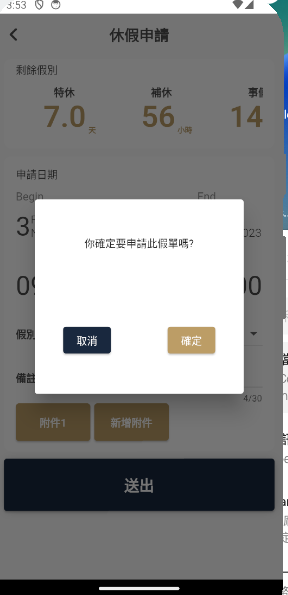 3:53
休假申請
剩餘假別
特休 補休 事假
7.0 天 56 小時 14
申請日期
Begin End
3 023
你確定要申請此假單嗎?
09 00
取消 確定
假別
備註
4/30
附件1 新增附件
送出